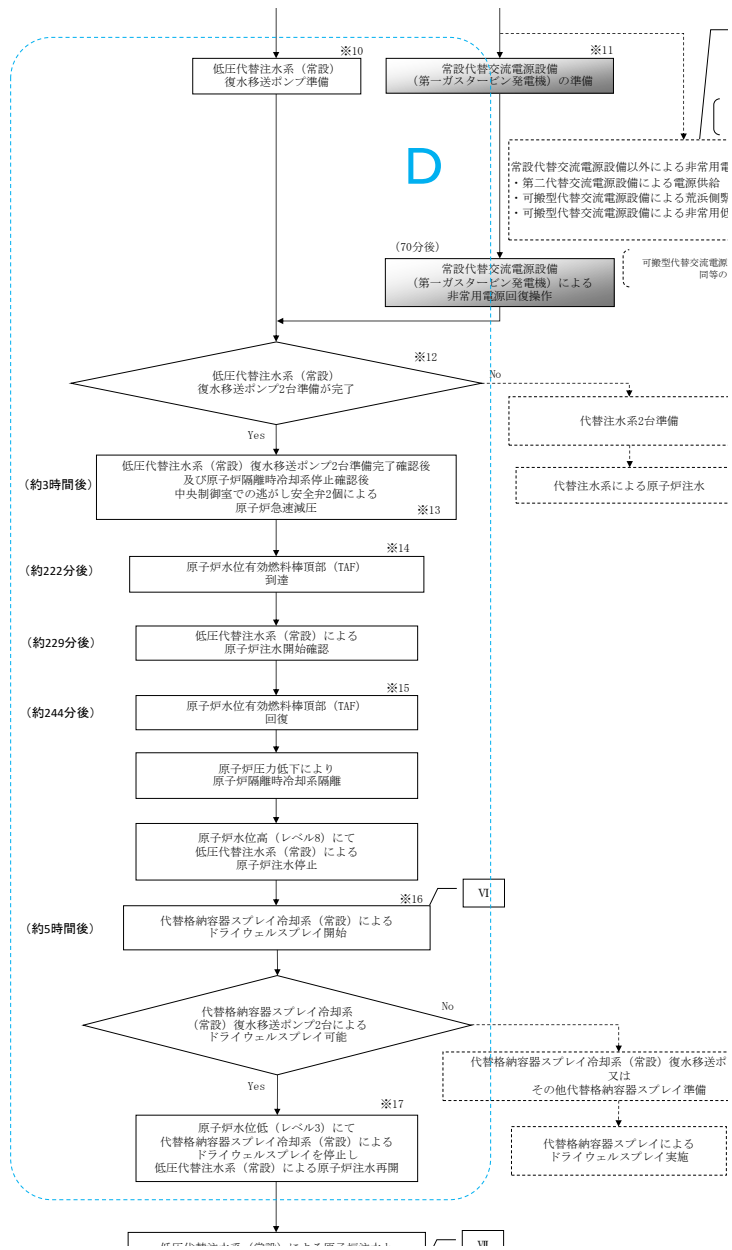 ※10
低圧代替注水系（常設）
復水移送ポンプ準備
※11
常設代替交流電源設備
（第一ガスタービン発電機）の準備
D
常設代替交流電源設備以外による非常用電
・第二代替交流電源設備による電源供給
・可搬型代替交流電源設備による荒浜側緊
・可搬型代替交流電源設備による非常用低
（70分後）
常設代替交流電源設備
（第一ガスタービン発電機）による
非常用電源回復操作
可搬型代替交流電源
同等の
※12
低圧代替注水系（常設）
復水移送ポンプ2台準備が完了
No
代替注水系2台準備
Yes
代替注水系による原子炉注水
（約3時間後）
低圧代替注水系（常設）復水移送ポンプ2台準備完了確認後
及び原子炉隔離時冷却系停止確認後
中央制御室での逃がし安全弁2個による
原子炉急速減圧
※13
※14
（約222分後）
原子炉水位有効燃料棒頂部（TAF）
到達
（約229分後）
低圧代替注水系（常設）による
原子炉注水開始確認
※15
（約244分後）
原子炉水位有効燃料棒頂部（TAF）
回復
原子炉圧力低下により
原子炉隔離時冷却系隔離
原子炉水位高（レベル8）にて
低圧代替注水系（常設）による
原子炉注水停止
※16
Ⅵ
（約5時間後）
代替格納容器スプレイ冷却系（常設）による
ドライウェルスプレイ開始
代替格納容器スプレイ冷却系
（常設）復水移送ポンプ2台による
ドライウェルスプレイ可能
No
代替格納容器スプレイ冷却系（常設）復水移送ポ
又は
その他代替格納容器スプレイ準備
Yes
※17
原子炉水位低（レベル3）にて
代替格納容器スプレイ冷却系（常設）による
ドライウェルスプレイを停止し
低圧代替注水系（常設）による原子炉注水再開
代替格納容器スプレイによる
ドライウェルスプレイ実施
低圧代替注水系（常設）による原子炉注水と
Ⅶ